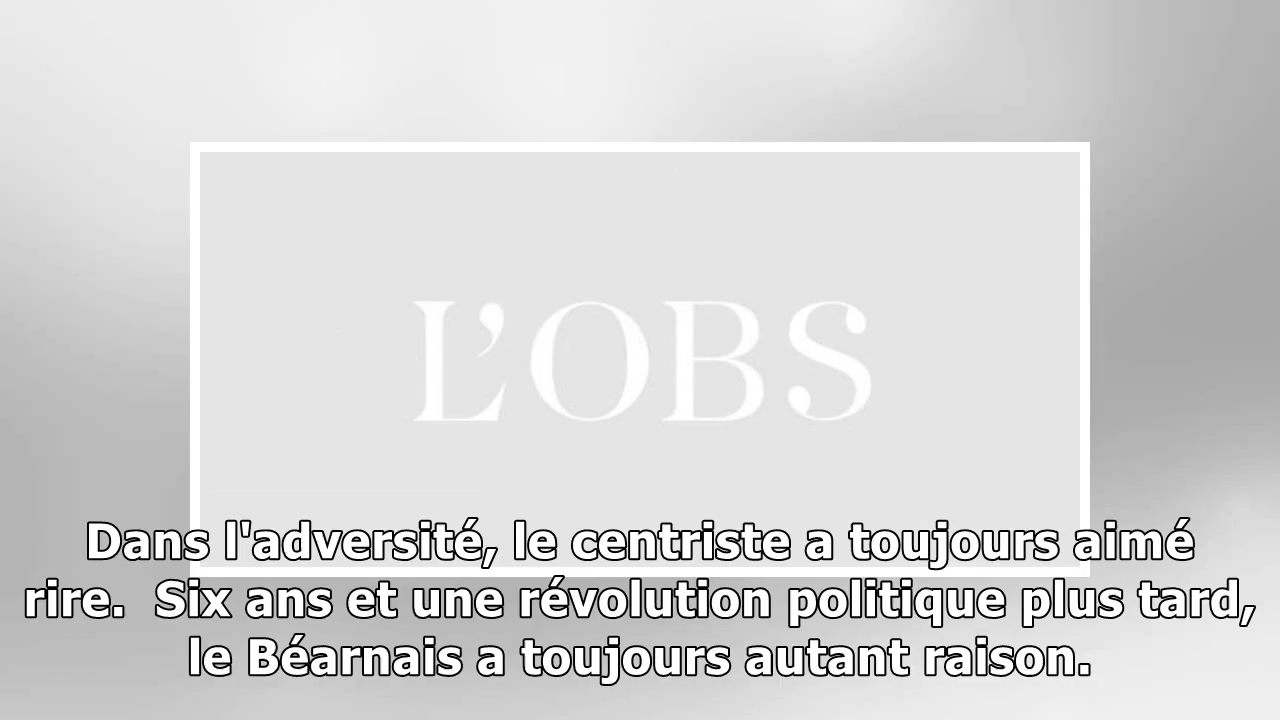 L'OBS
Dans l'adversité, le centriste a toujours aimé
rire.  Six ans et une révolution politique plus tard,
le Béarnais a toujours autant raison.